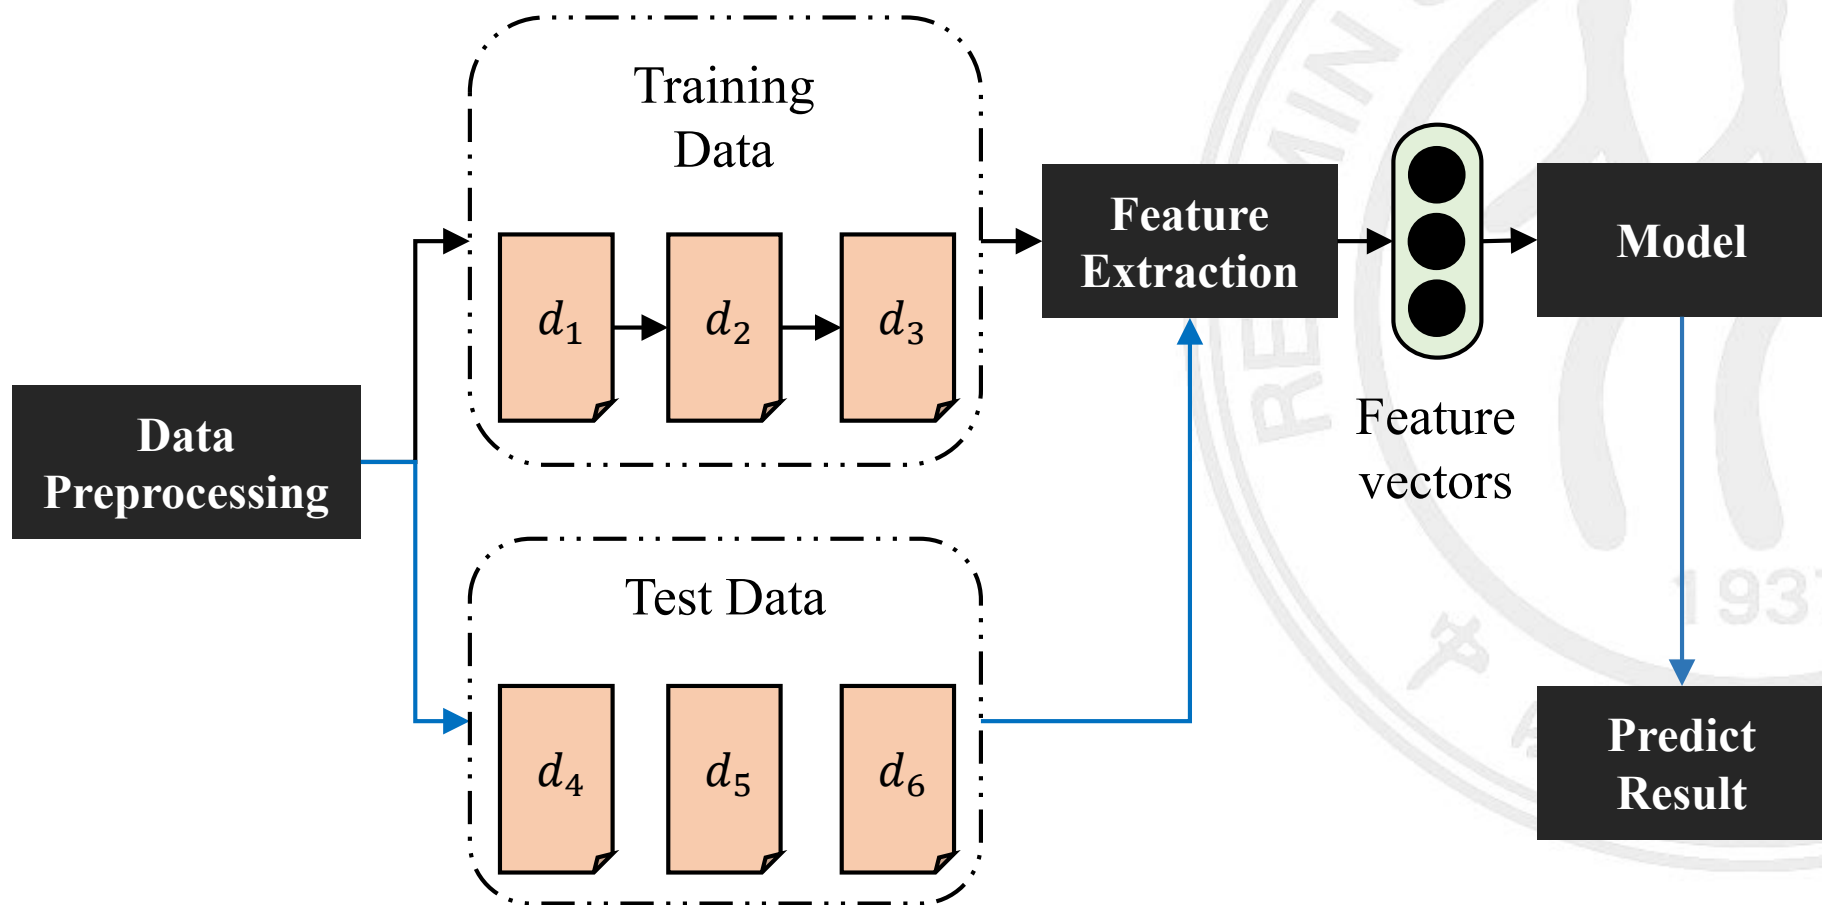 Training
Data
d₁
d₂
d₃
Feature
Extraction
Model
Feature
vectors
Data
Preprocessing
Test Data
d₄
d₅
d₆
Predict
Result
193